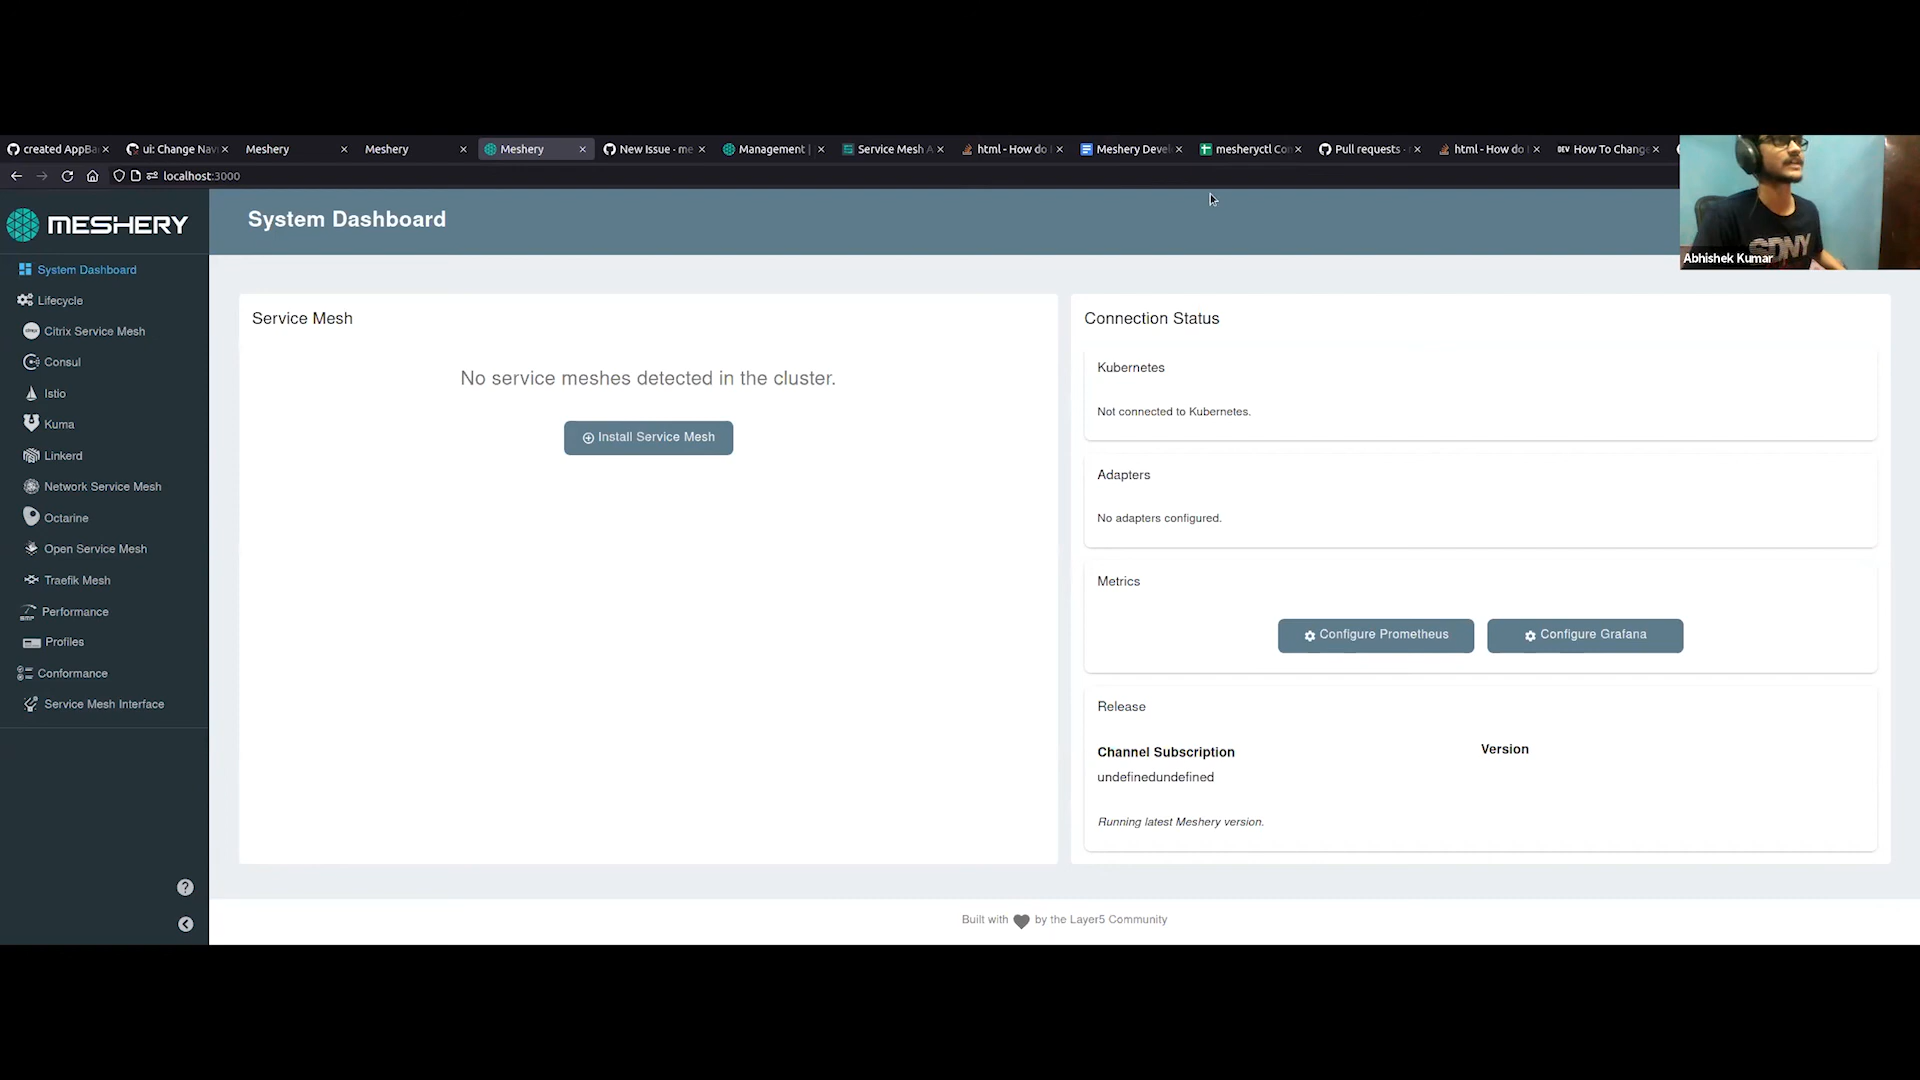 created AppBa
ui: Change Navi
Meshery
Meshery
Meshery
New Issue · me
Management |
Service Mesh A
html - How do
Meshery Devel
mesheryctl Com
Pull requests ·
html - How do
DEV How To Change
localhost:3000
MESHERY
System Dashboard
System Dashboard
Lifecycle
Citrix Service Mesh
Consul
Istio
Kuma
Linkerd
Network Service Mesh
Octarine
Open Service Mesh
Traefik Mesh
Performance
Profiles
Conformance
Service Mesh Interface
Service Mesh
No service meshes detected in the cluster.
Install Service Mesh
Connection Status
Kubernetes
Not connected to Kubernetes.
Adapters
No adapters configured.
Metrics
Configure Prometheus
Configure Grafana
Release
Channel Subscription
Version
undefinedundefined
Running latest Meshery version.
Built with by the Layer5 Community
Abhishek Kumar